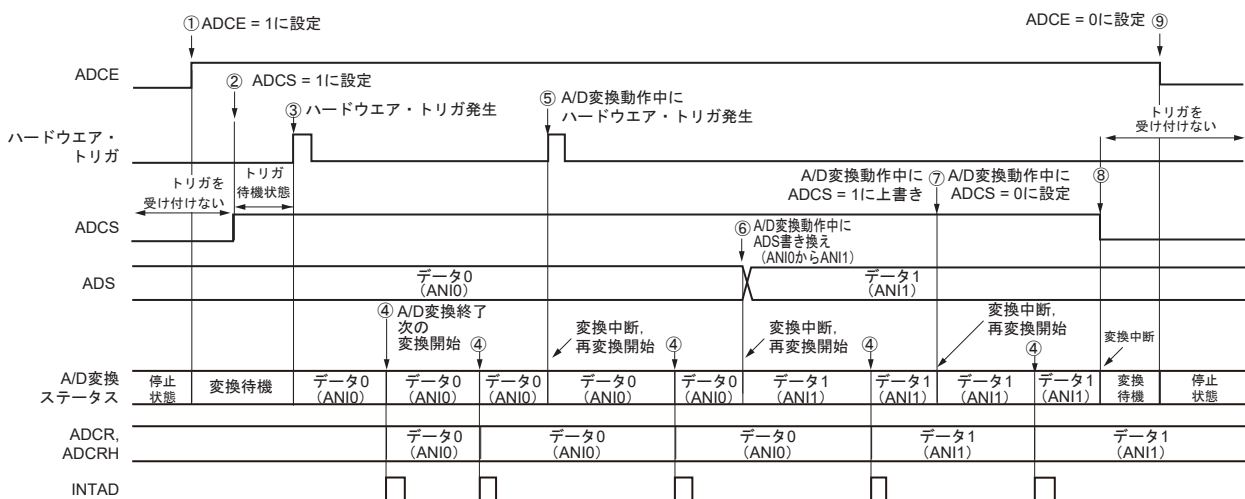 ① ADCE = 1に設定
ADCE = 0に設定 ⑨
ADCE
② ADCS = 1に設定
③ ハードウエア・トリガ発生
⑤ A/D変換動作中に
ハードウエア・トリガ発生
ハードウエア・
トリガ
トリガを
受け付けない
トリガ
待機状態
トリガを
受け付けない
A/D変換動作中に
ADCS = 1に上書き
⑦ A/D変換動作中に
ADCS = 0に設定
⑧
ADCS
⑥ A/D変換動作中に
ADS書き換え
(ANI0からANI1)
ADS
データ0
(ANI0)
データ1
(ANI1)
④ A/D変換終了
次の
変換開始
④
変換中断,
再変換開始
④
変換中断,
再変換開始
④
変換中断,
再変換開始
④
変換中断
A/D変換
ステータス
停止
状態
変換待機
データ0
(ANI0)
データ0
(ANI0)
データ0
(ANI0)
データ0
(ANI0)
データ0
(ANI0)
データ1
(ANI1)
データ1
(ANI1)
データ1
(ANI1)
データ1
(ANI1)
変換
待機
停止
状態
ADCR,
ADCRH
データ0
(ANI0)
データ0
(ANI0)
データ0
(ANI0)
データ1
(ANI1)
データ1
(ANI1)
INTAD